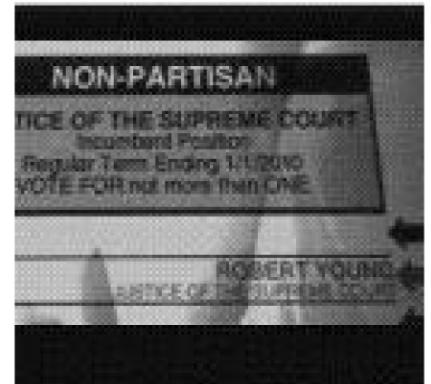 NON-PARTISAN
TICE OF THE SUPREME COURT
Incumbent Position
Regular Term Ending 1/1/2010
VOTE FOR not more than ONE
ROBERT YOUNG
JUSTICE OF THE SUPREME COURT